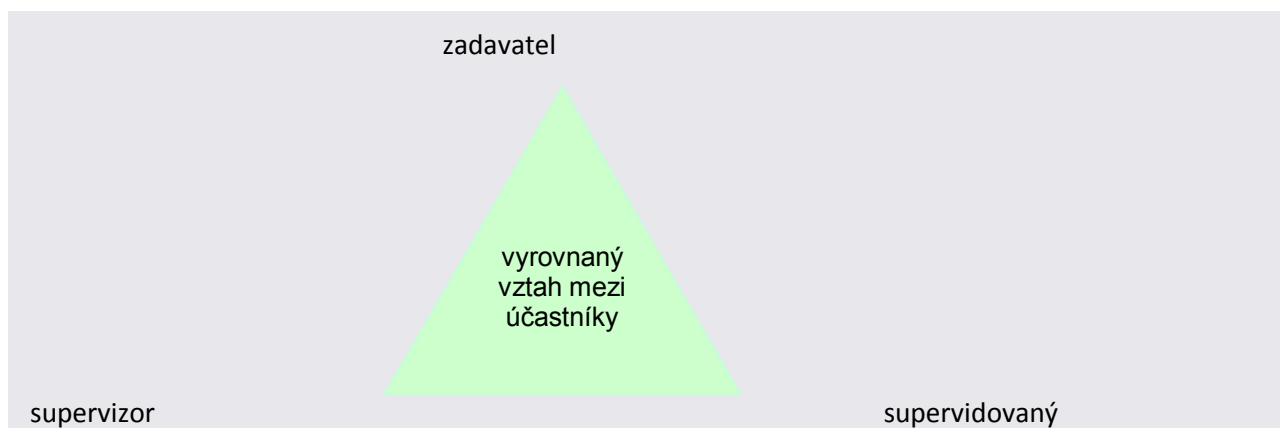 zadavatel
vyrovnaný
vztah mezi
účastníky
supervizor
supervidovaný